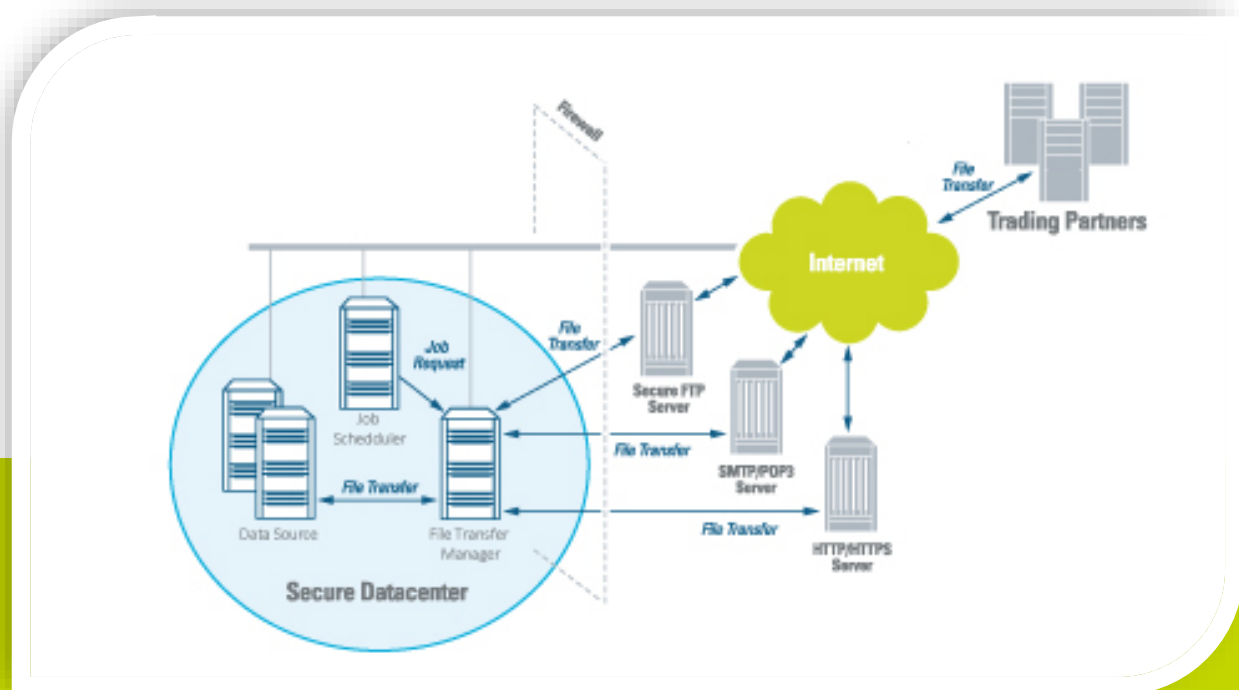 Firewall
File
Transfer
Trading Partners
Internet
File
Transfer
Job
Request
Secure FTP
Server
Job
Schedduler
File Transfer
SMTP/POP3
Server
File Transfer
File Transfer
Data Source
File Transfer
Manager
HTTP/HTTPS
Server
Secure Datacenter